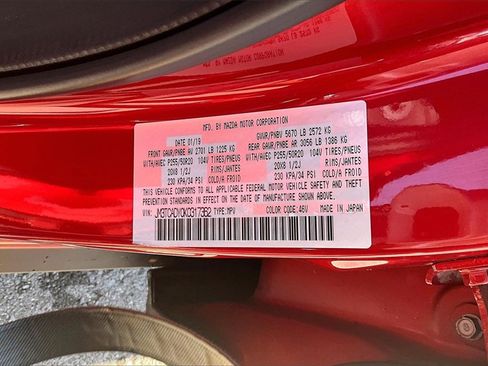 MFD. BY MAZDA MOTOR CORPORATION
DATE 01/19 GVWR/PNBV 5670 LB 2572 KG
FRONT GAWR/PNBE AV 2701 LB 1225 KG REAR GAWR/PNBE AR 3056 LB 1386 KG
WITH/AVEC P255/50R20 104V TIRES/PNEUS WITH/AVEC P255/50R20 104V TIRES/PNEUS
20X8 1/2J RIMS/JANTES 20X8 1/2J RIMS/JANTES
230 KPA/34 PSI COLD/A FROID 230 KPA/34 PSI COLD/A FROID
THIS VEHICLE CONFORMS TO ALL APPLICABLE FEDERAL MOTOR VEHICLE SAFETY, BUMPER, AND THEFT
PREVENTION STANDARDS IN EFFECT ON THE DATE OF MANUFACTURE SHOWN ABOVE.
JM3TCADY0K0317362 TYPE:MPV COLOR CODE:46V MADE IN JAPAN